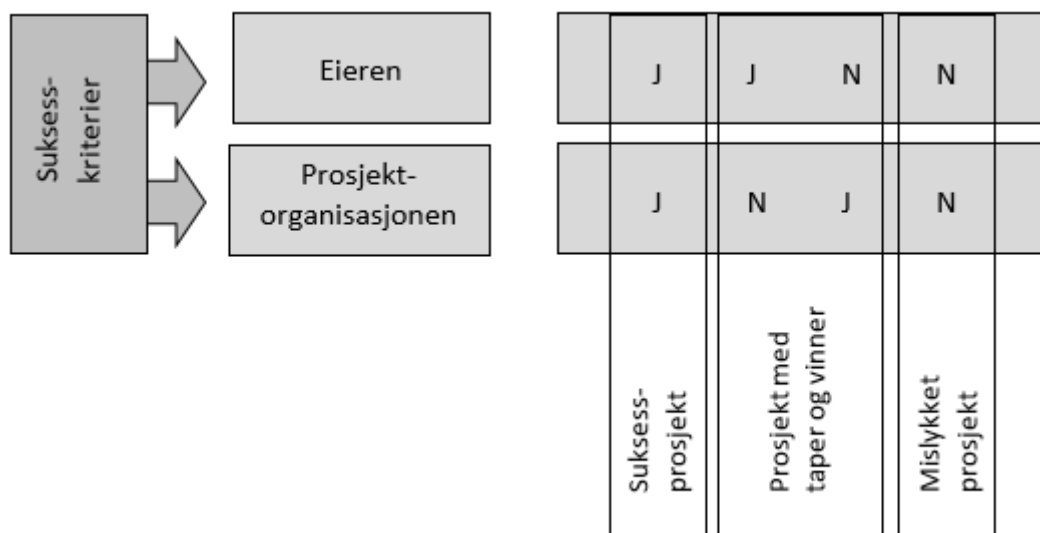 Suksess-
kriterier
Eieren
J J N N
Prosjekt-
organisasjonen
J N J N
Suksess-
prosjekt
Prosjekt med
taper og vinner
Mislykket
prosjekt